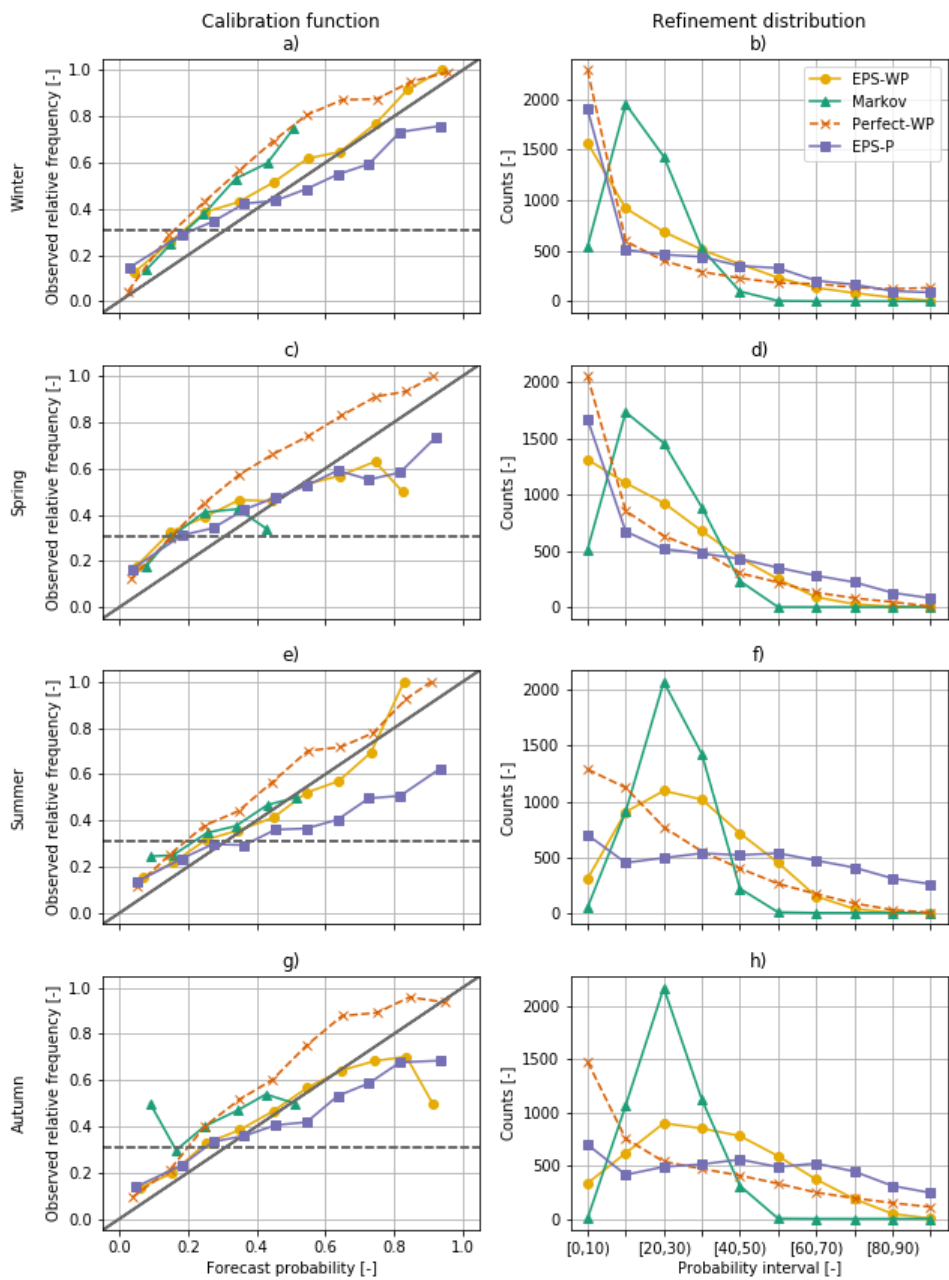 Calibration function
Refinement distribution
a)
b)
Winter
Observed relative frequency [-]
1.0
0.8
0.6
0.4
0.2
0.0
Counts [-]
2000
1500
1000
500
0
EPS-WP
Markov
Perfect-WP
EPS-P
c)
d)
Spring
Observed relative frequency [-]
1.0
0.8
0.6
0.4
0.2
0.0
Counts [-]
2000
1500
1000
500
0
e)
f)
Summer
Observed relative frequency [-]
1.0
0.8
0.6
0.4
0.2
0.0
Counts [-]
2000
1500
1000
500
0
g)
h)
Autumn
Observed relative frequency [-]
1.0
0.8
0.6
0.4
0.2
0.0
0.0 0.2 0.4 0.6 0.8 1.0
Forecast probability [-]
Counts [-]
2000
1500
1000
500
0
[0,10) [20,30) [40,50) [60,70) [80,90)
Probability interval [-]